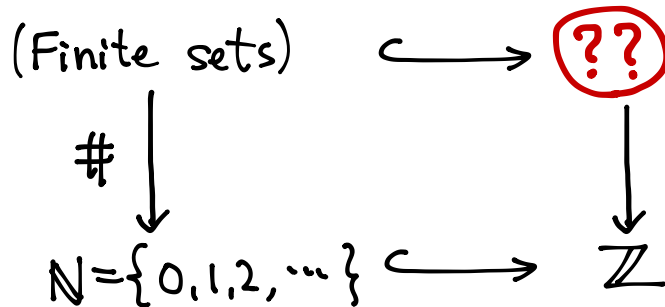 (Finite sets) ??
#
ℕ={0,1,2,…} ℤ